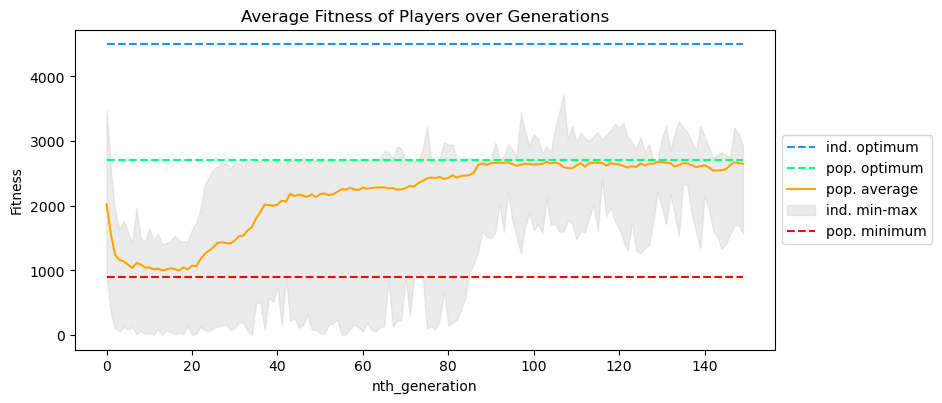 Average Fitness of Players over Generations
Fitness
4000
3000
2000
1000
0
0 20 40 60 80 100 120 140
nth_generation
ind. optimum
pop. optimum
pop. average
ind. min-max
pop. minimum